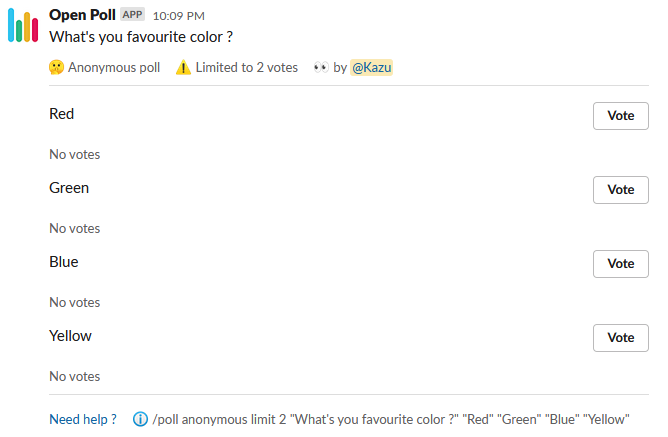 Open Poll APP 10:09 PM
What's you favourite color ?
Anonymous poll Limited to 2 votes by @Kazu
Red Vote
No votes
Green Vote
No votes
Blue Vote
No votes
Yellow Vote
No votes
Need help ? /poll anonymous limit 2 "What's you favourite color ?" "Red" "Green" "Blue" "Yellow"